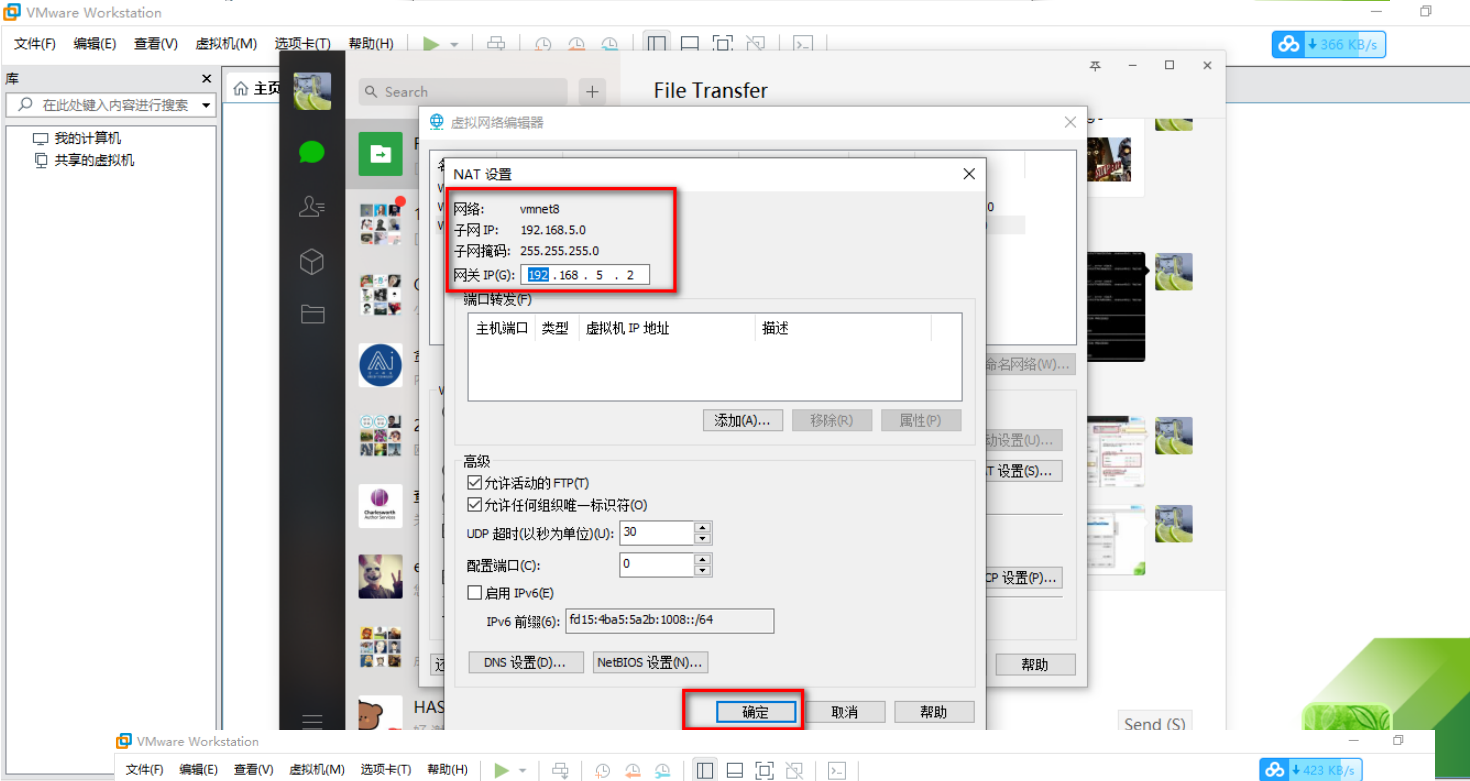 VMware Workstation
文件(F) 编辑(E) 查看(V) 虚拟机(M) 选项卡(T) 帮助(H)
366 KB/s
库
在此处键入内容进行搜索
主页
我的计算机
共享的虚拟机
Search
File Transfer
虚拟网络编辑器
NAT 设置
网络: vmnet8
子网 IP: 192.168.5.0
子网掩码: 255.255.255.0
网关 IP(G): 192 . 168 . 5 . 2
端口转发(F)
主机端口 类型 虚拟机 IP 地址 描述
命名网络(W)...
添加(A)... 移除(R) 属性(P)
动设置(U)...
T 设置(S)...
高级
允许活动的 FTP(T)
允许任何组织唯一标识符(O)
UDP 超时(以秒为单位)(U): 30
配置端口(C): 0
CP 设置(P)...
启用 IPv6(E)
IPv6 前缀(6): fd15:4ba5:5a2b:1008::/64
DNS 设置(D)... NetBIOS 设置(N)...
帮助
确定 取消 帮助
HAS
Send (S)
VMware Workstation
文件(F) 编辑(E) 查看(V) 虚拟机(M) 选项卡(T) 帮助(H)
423 KB/s